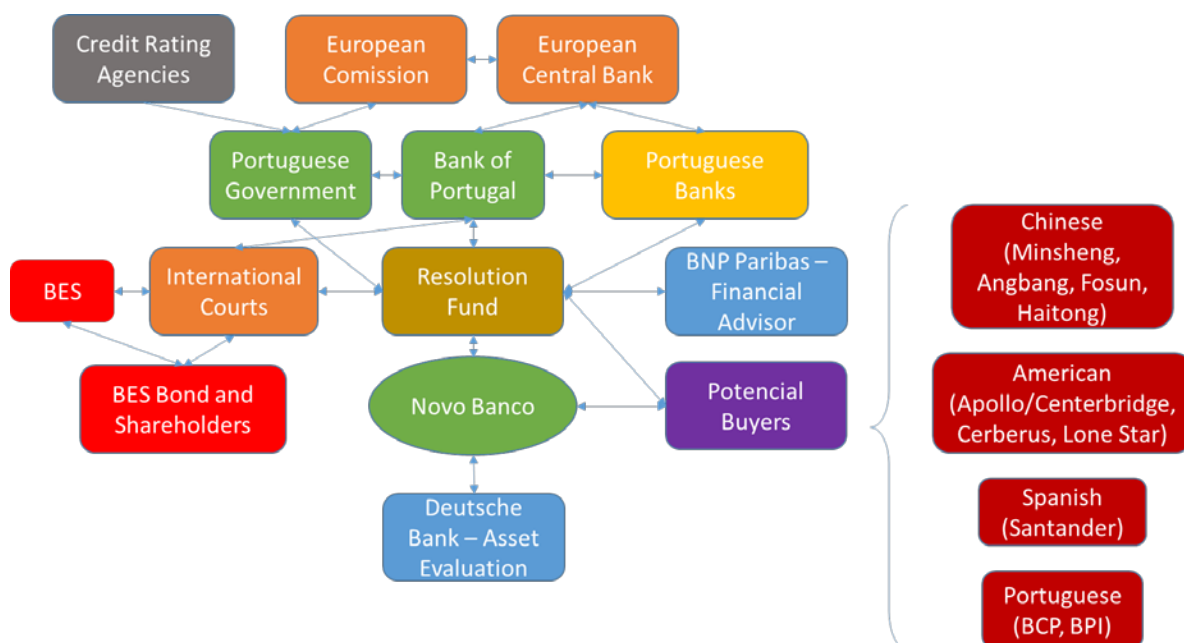 Credit Rating
Agencies
European
Comission
European
Central Bank
Portuguese
Government
Bank of
Portugal
Portuguese
Banks
BES
International
Courts
Resolution
Fund
BNP Paribas –
Financial
Advisor
BES Bond and
Shareholders
Novo Banco
Potencial
Buyers
Deutsche
Bank – Asset
Evaluation
Chinese
(Minsheng,
Angbang, Fosun,
Haitong)
American
(Apollo/Centerbridge,
Cerberus, Lone Star)
Spanish
(Santander)
Portuguese
(BCP, BPI)